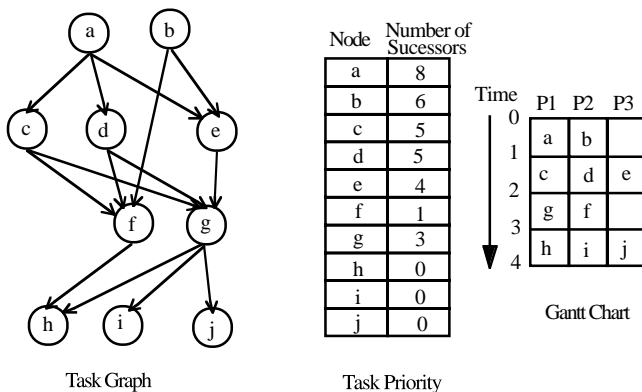 a b
c d e
f g
h i j
Task Graph
Node Number of Sucessors
a 8
b 6
c 5
d 5
e 4
f 1
g 3
h 0
i 0
j 0
Task Priority
Time P1 P2 P3
0
a b
1
c d e
2
g f
3
h i j
4
Gantt Chart